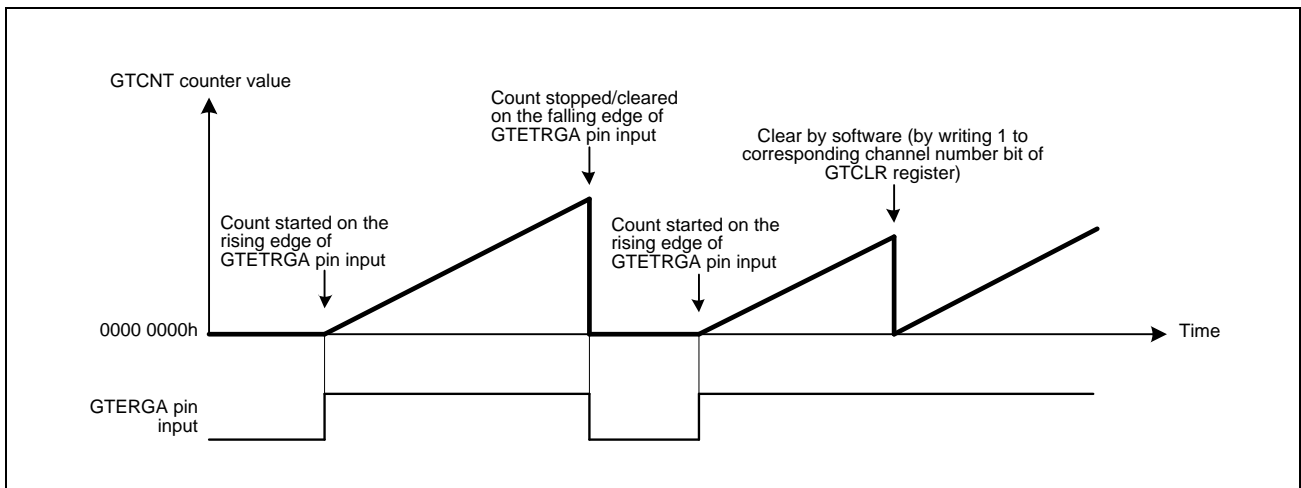 GTCNT counter value
Count stopped/cleared
on the falling edge of
GTETRGA pin input
Clear by software (by writing 1 to
corresponding channel number bit of
GTCLR register)
Count started on the
rising edge of
GTETRGA pin input
Count started on the
rising edge of
GTETRGA pin input
0000 0000h
Time
GTERGA pin
input